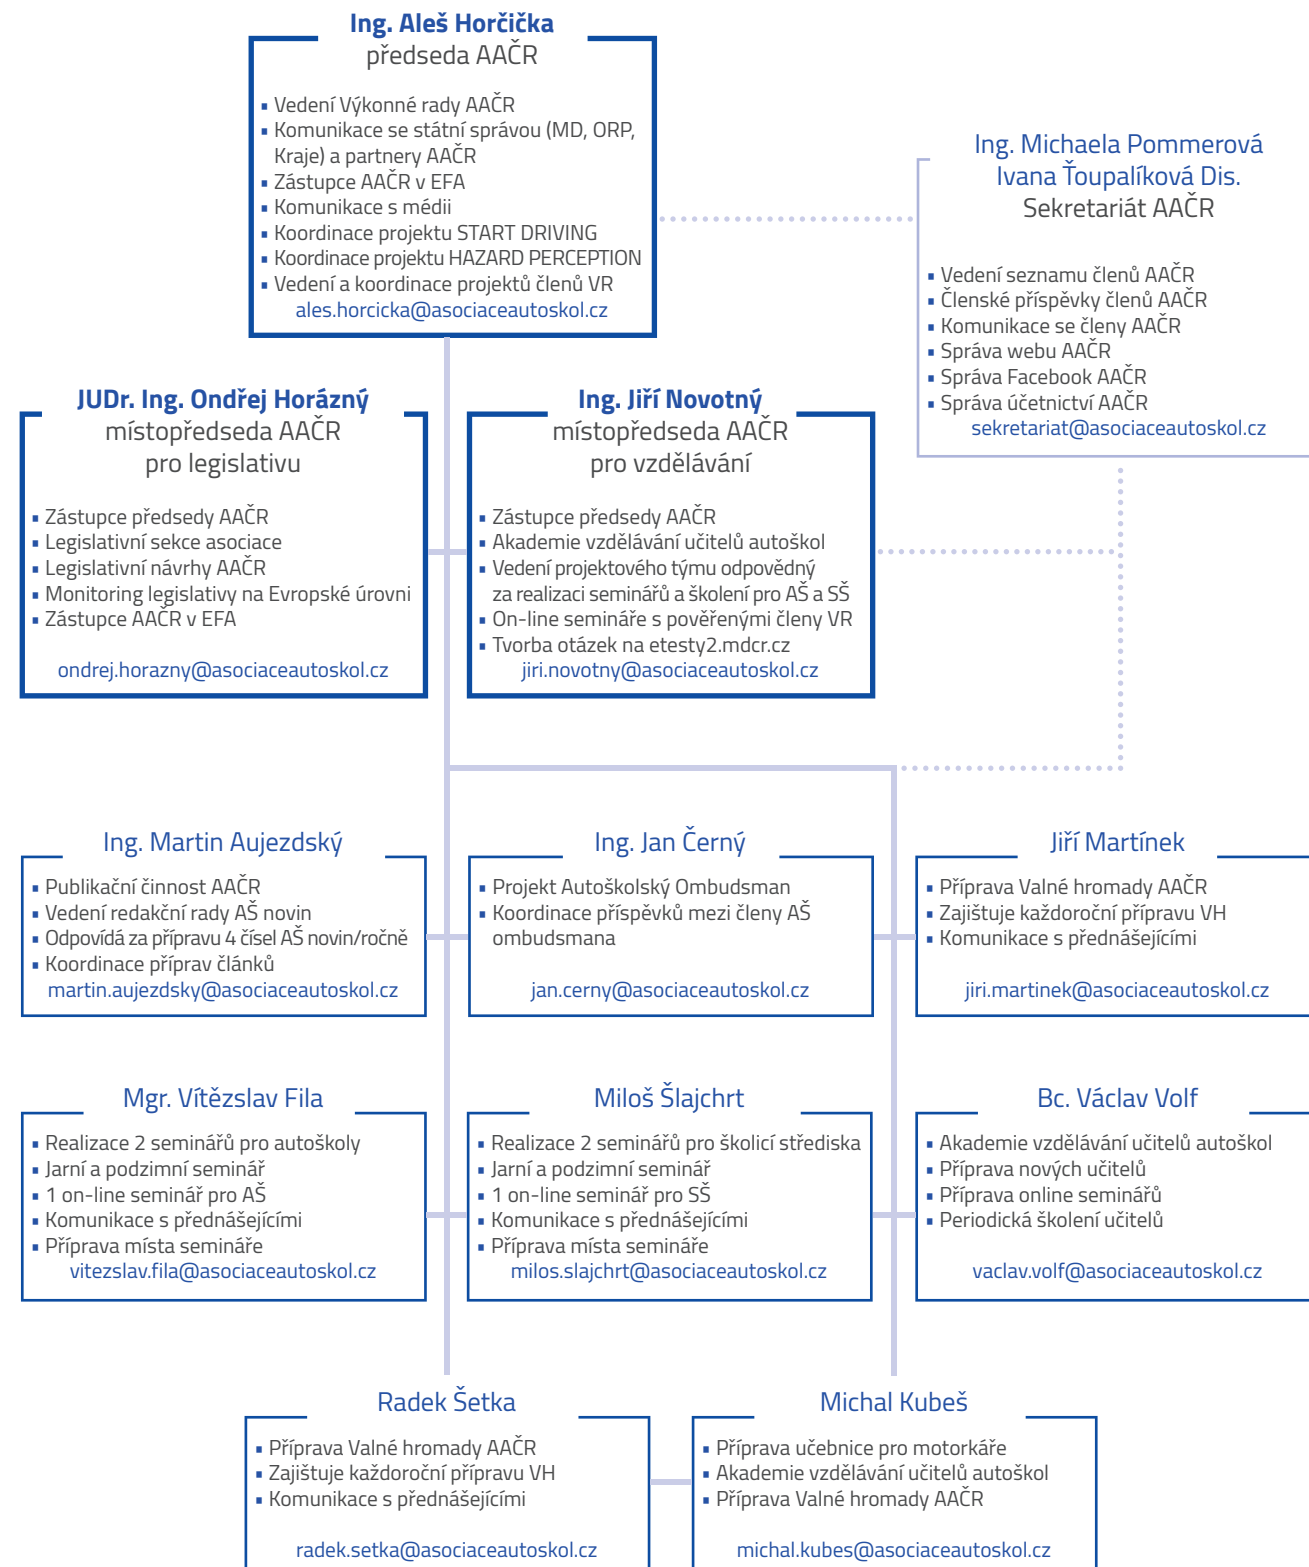 Ing. Aleš Horčička
předseda AAČR
▪ Vedení Výkonné rady AAČR
▪ Komunikace se státní správou (MD, ORP,
Kraje) a partnery AAČR
▪ Zástupce AAČR v EFA
▪ Komunikace s médii
▪ Koordinace projektu START DRIVING
▪ Koordinace projektu HAZARD PERCEPTION
▪ Vedení a koordinace projektů členů VR
ales.horcicka@asociaceautoskol.cz
Ing. Michaela Pommerová
Ivana Ťoupalíková Dis.
Sekretariát AAČR
▪ Vedení seznamu členů AAČR
▪ Členské příspěvky členů AAČR
▪ Komunikace se členy AAČR
▪ Správa webu AAČR
▪ Správa Facebook AAČR
▪ Správa účetnictví AAČR
sekretariat@asociaceautoskol.cz
JUDr. Ing. Ondřej Horázný
místopředseda AAČR
pro legislativu
▪ Zástupce předsedy AAČR
▪ Legislativní sekce asociace
▪ Legislativní návrhy AAČR
▪ Monitoring legislativy na Evropské úrovni
▪ Zástupce AAČR v EFA
ondrej.horazny@asociaceautoskol.cz
Ing. Jiří Novotný
místopředseda AAČR
pro vzdělávání
▪ Zástupce předsedy AAČR
▪ Akademie vzdělávání učitelů autoškol
▪ Vedení projektového týmu odpovědný
za realizaci seminářů a školení pro AŠ a SŠ
▪ On-line semináře s pověřenými členy VR
▪ Tvorba otázek na etesty2.mdcr.cz
jiri.novotny@asociaceautoskol.cz
Ing. Martin Aujezdský
▪ Publikační činnost AAČR
▪ Vedení redakční rady AŠ novin
▪ Odpovídá za přípravu 4 čísel AŠ novin/ročně
▪ Koordinace příprav článků
martin.aujezdsky@asociaceautoskol.cz
Ing. Jan Černý
▪ Projekt Autoškolský Ombudsman
▪ Koordinace příspěvků mezi členy AŠ
ombudsmana
jan.cerny@asociaceautoskol.cz
Jiří Martínek
▪ Příprava Valné hromady AAČR
▪ Zajištuje každoroční přípravu VH
▪ Komunikace s přednášejícími
jiri.martinek@asociaceautoskol.cz
Mgr. Vítězslav Fila
▪ Realizace 2 seminářů pro autoškoly
▪ Jarní a podzimní seminář
▪ 1 on-line seminář pro AŠ
▪ Komunikace s přednášejícími
▪ Příprava místa semináře
vitezslav.fila@asociaceautoskol.cz
Miloš Šlajchrt
▪ Realizace 2 seminářů pro školicí střediska
▪ Jarní a podzimní seminář
▪ 1 on-line seminář pro SŠ
▪ Komunikace s přednášejícími
▪ Příprava místa semináře
milos.slajchrt@asociaceautoskol.cz
Bc. Václav Volf
▪ Akademie vzdělávání učitelů autoškol
▪ Příprava nových učitelů
▪ Příprava online seminářů
▪ Periodická školení učitelů
vaclav.volf@asociaceautoskol.cz
Radek Šetka
▪ Příprava Valné hromady AAČR
▪ Zajištuje každoroční přípravu VH
▪ Komunikace s přednášejícími
radek.setka@asociaceautoskol.cz
Michal Kubeš
▪ Příprava učebnice pro motorkáře
▪ Akademie vzdělávání učitelů autoškol
▪ Příprava Valné hromady AAČR
michal.kubes@asociaceautoskol.cz